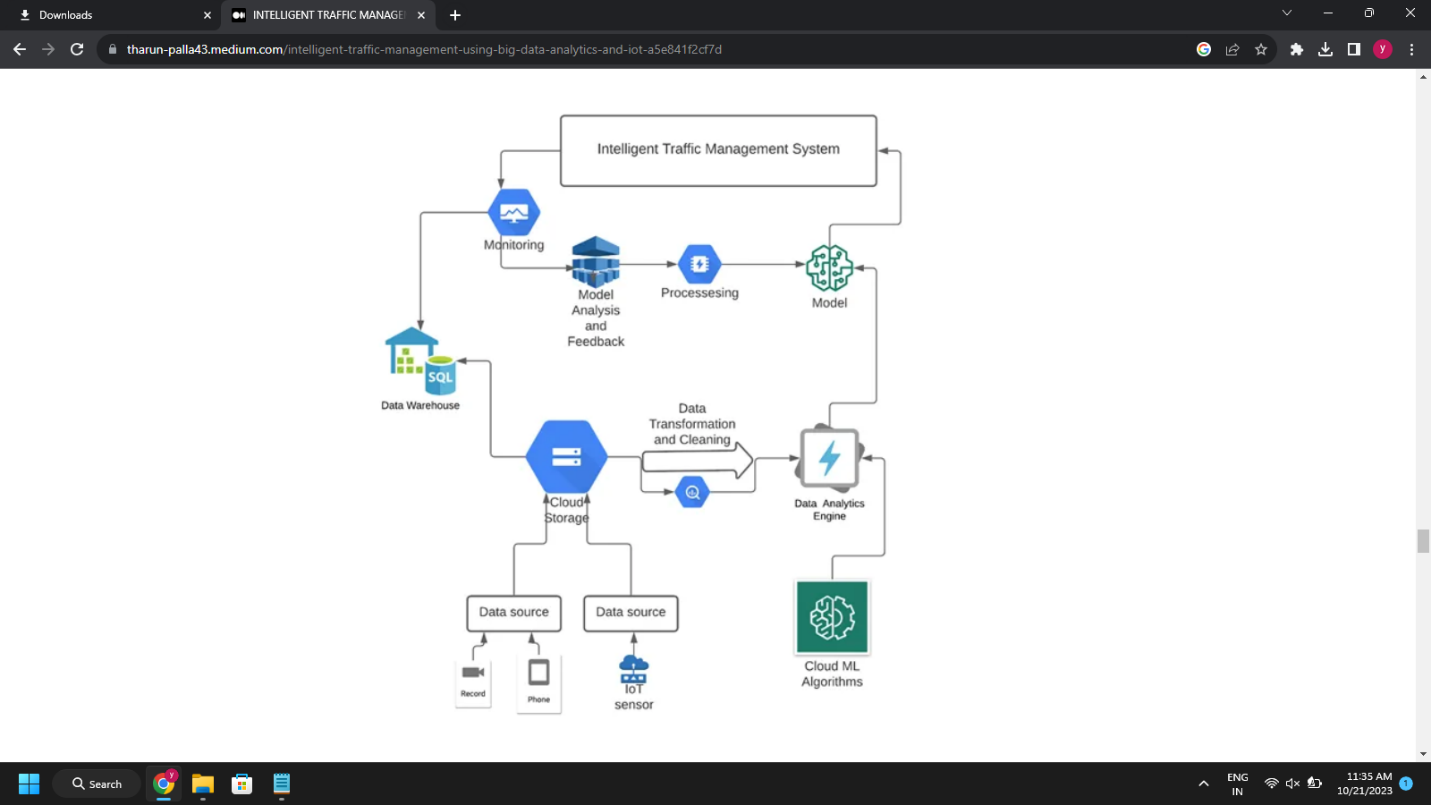 Downloads
INTELLIGENT TRAFFIC MANAGE
tharun-palla43.medium.com/intelligent-traffic-management-using-big-data-analytics-and-iot-a5e841f2cf7d
y
Intelligent Traffic Management System
Monitoring
Model
Analysis
and
Feedback
Processesing
Model
SQL
Data Warehouse
Data
Transformation
and Cleaning
Cloud
Storage
Data Analytics
Engine
Data source
Data source
Record
Phone
IoT
sensor
Cloud ML
Algorithms
Search
y
ENG
IN
11:35 AM
10/21/2023
1